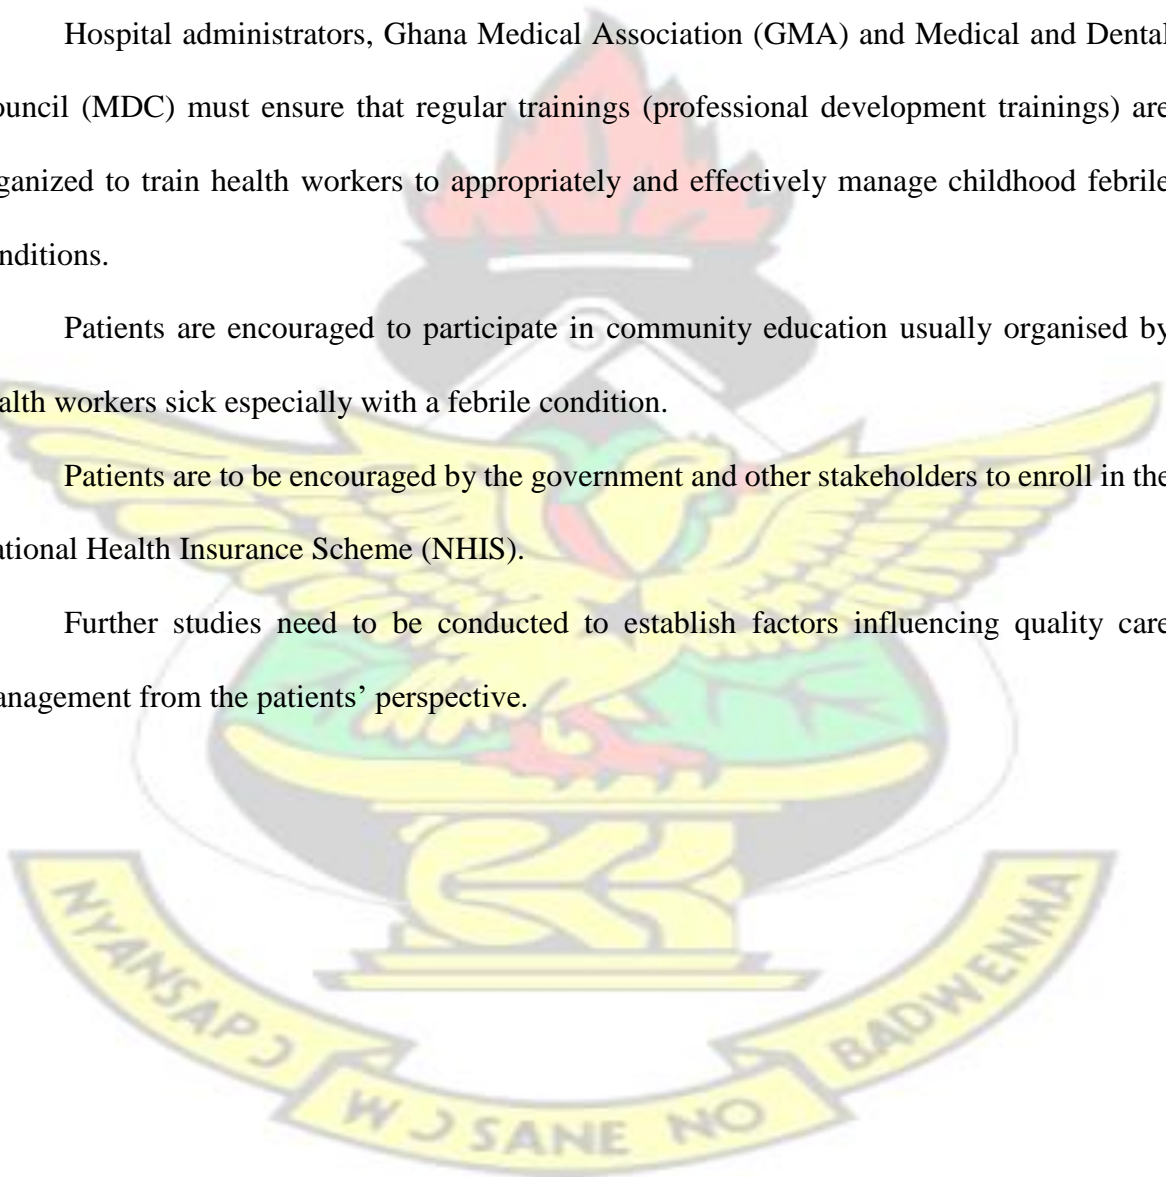 Hospital administrators, Ghana Medical Association (GMA) and Medical and Dental
ouncil (MDC) must ensure that regular trainings (professional development trainings) are
ganized to train health workers to appropriately and effectively manage childhood febrile
nditions.
Patients are encouraged to participate in community education usually organised by
alth workers sick especially with a febrile condition.
Patients are to be encouraged by the government and other stakeholders to enroll in the
ational Health Insurance Scheme (NHIS).
Further studies need to be conducted to establish factors influencing quality care
anagement from the patients’ perspective.
NYANSAPƆ
WƆSANE NO
BADWENMA